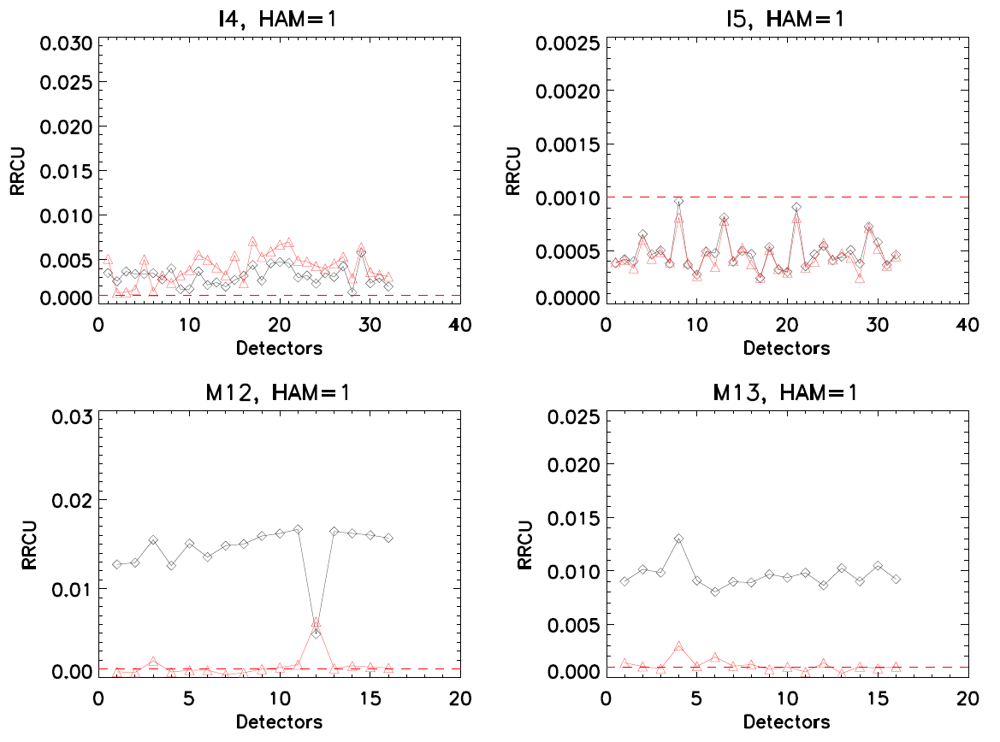 I4, HAM=1
0.030
0.025
0.020
0.015
0.010
0.005
0.000
RRCU
0 10 20 30 40
Detectors
I5, HAM=1
0.0025
0.0020
0.0015
0.0010
0.0005
0.0000
RRCU
0 10 20 30 40
Detectors
M12, HAM=1
0.03
0.02
0.01
0.00
RRCU
0 5 10 15 20
Detectors
M13, HAM=1
0.025
0.020
0.015
0.010
0.005
0.000
RRCU
0 5 10 15 20
Detectors